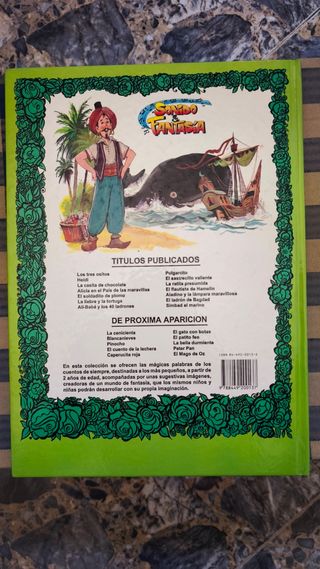 SONIDO
Y
FANTASIA
TITULOS PUBLICADOS
Los tres ositos
Heidi
La casita de chocolate
Alicia en el País de las maravillas
El soldadito de plomo
La liebre y la tortuga
Alí-Babá y los 40 ladrones
Pulgarcito
El sastrecillo valiente
La ratita presumida
El flautista de Hamelín
Aladino y la lámpara maravillosa
El ladrón de Bagdad
Simbad el marino
DE PROXIMA APARICION
La cenicienta
Blancanieves
Pinocho
El cuento de la lechera
Caperucita roja
El gato con botas
El patito feo
La bella durmiente
Peter Pan
El Mago de Oz
En esta colección se ofrecen las mágicas palabras de los
cuentos de siempre, destinados a los más pequeños, a partir de
2 años de edad, acompañadas por unas sugestivas imágenes,
creadoras de un mundo de fantasía, que los mismos niños y
niñas podrán desarrollar con su propia imaginación.